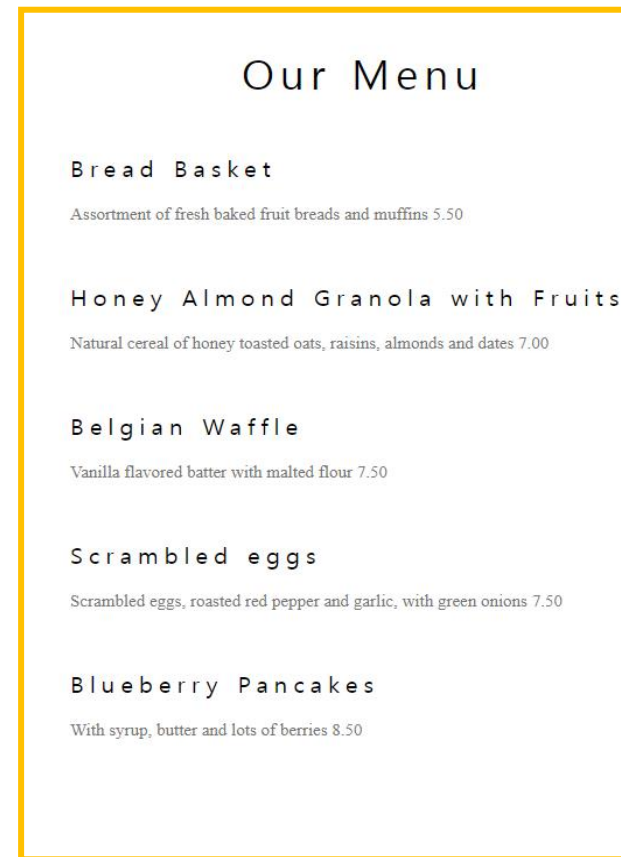 Our Menu
Bread Basket
Assortment of fresh baked fruit breads and muffins 5.50
Honey Almond Granola with Fruits
Natural cereal of honey toasted oats, raisins, almonds and dates 7.00
Belgian Waffle
Vanilla flavored batter with malted flour 7.50
Scrambled eggs
Scrambled eggs, roasted red pepper and garlic, with green onions 7.50
Blueberry Pancakes
With syrup, butter and lots of berries 8.50